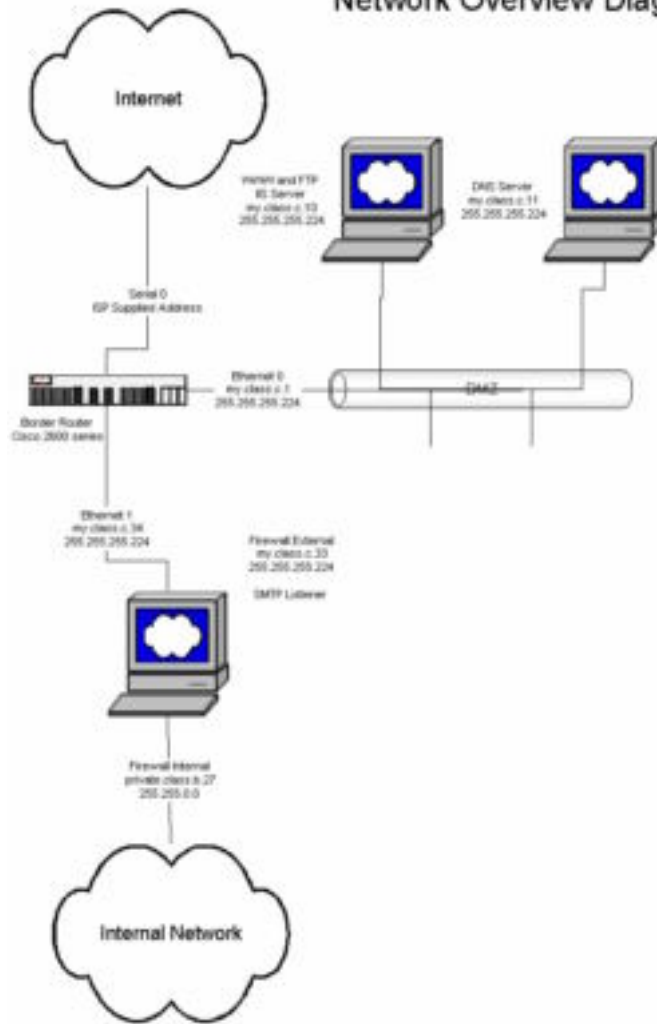 Network Overview Diag
Internet
WWW and FTP
IIS Server
my.class.c.10
255.255.255.224
DNS Server
my.class.c.11
255.255.255.224
Serial 0
ISP Supplied Address
Ethernet 0
my.class.c.1
255.255.255.224
DMZ
Border Router
Cisco 2600 series
Ethernet 1
my.class.c.34
255.255.255.224
Firewall External
my.class.c.33
255.255.255.224
SMTP Listener
Firewall Internal
private.class.b.27
255.255.0.0
Internal Network